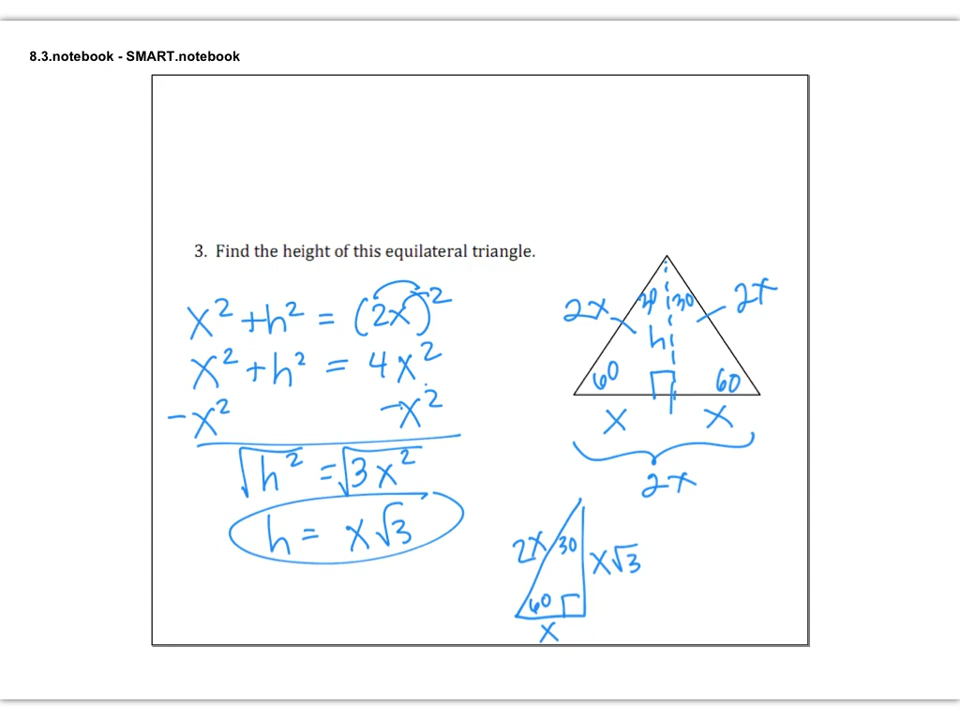 8.3.notebook - SMART.notebook
3. Find the height of this equilateral triangle.
x² + h² = (2x)²
x² + h² = 4x²
-x² -x²
√h² = √3x²
h = x√3
2x 30 30 2x
h
60 60
x x
2x
2x 30 x√3
60
x